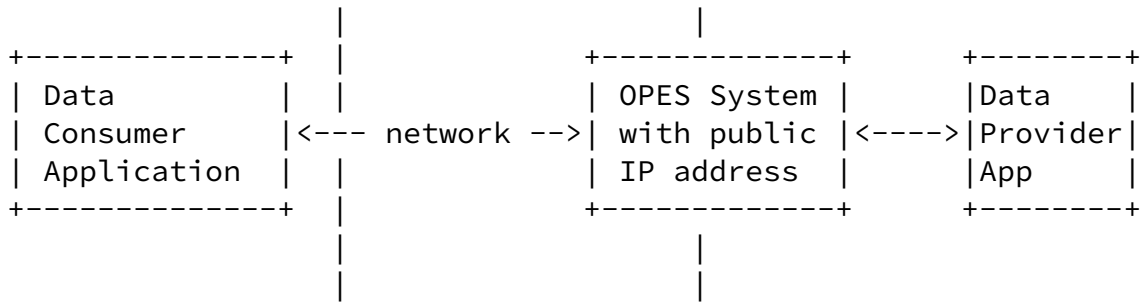 Data OPES System Data
Consumer <--- network --> with public <----> Provider
Application IP address App